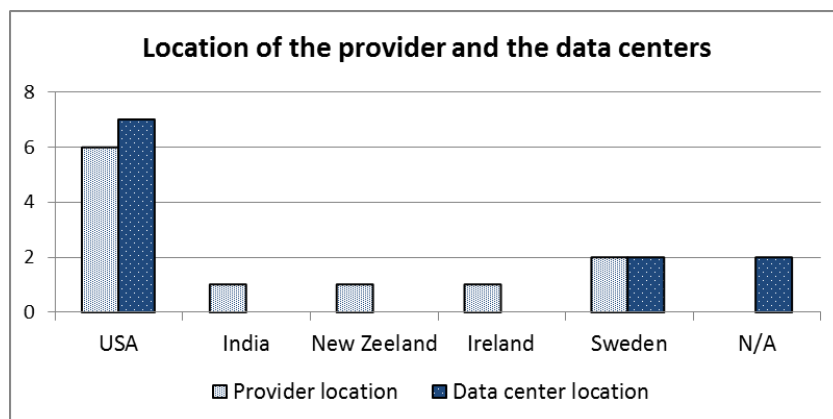 Location of the provider and the data centers
8
6
4
2
0
USA India New Zeeland Ireland Sweden N/A
Provider location Data center location